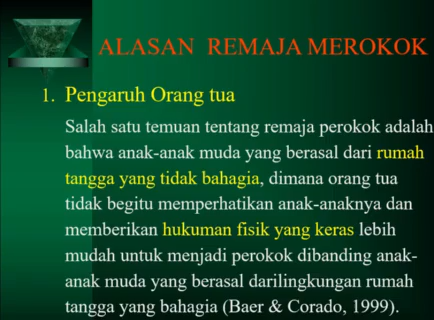 ALASAN REMAJA MEROKOK
1. Pengaruh Orang tua
Salah satu temuan tentang remaja perokok adalah
bahwa anak-anak muda yang berasal dari rumah
tangga yang tidak bahagia, dimana orang tua
tidak begitu memperhatikan anak-anaknya dan
memberikan hukuman fisik yang keras lebih
mudah untuk menjadi perokok dibanding anak-
anak muda yang berasal darilingkungan rumah
tangga yang bahagia (Baer & Corado, 1999).